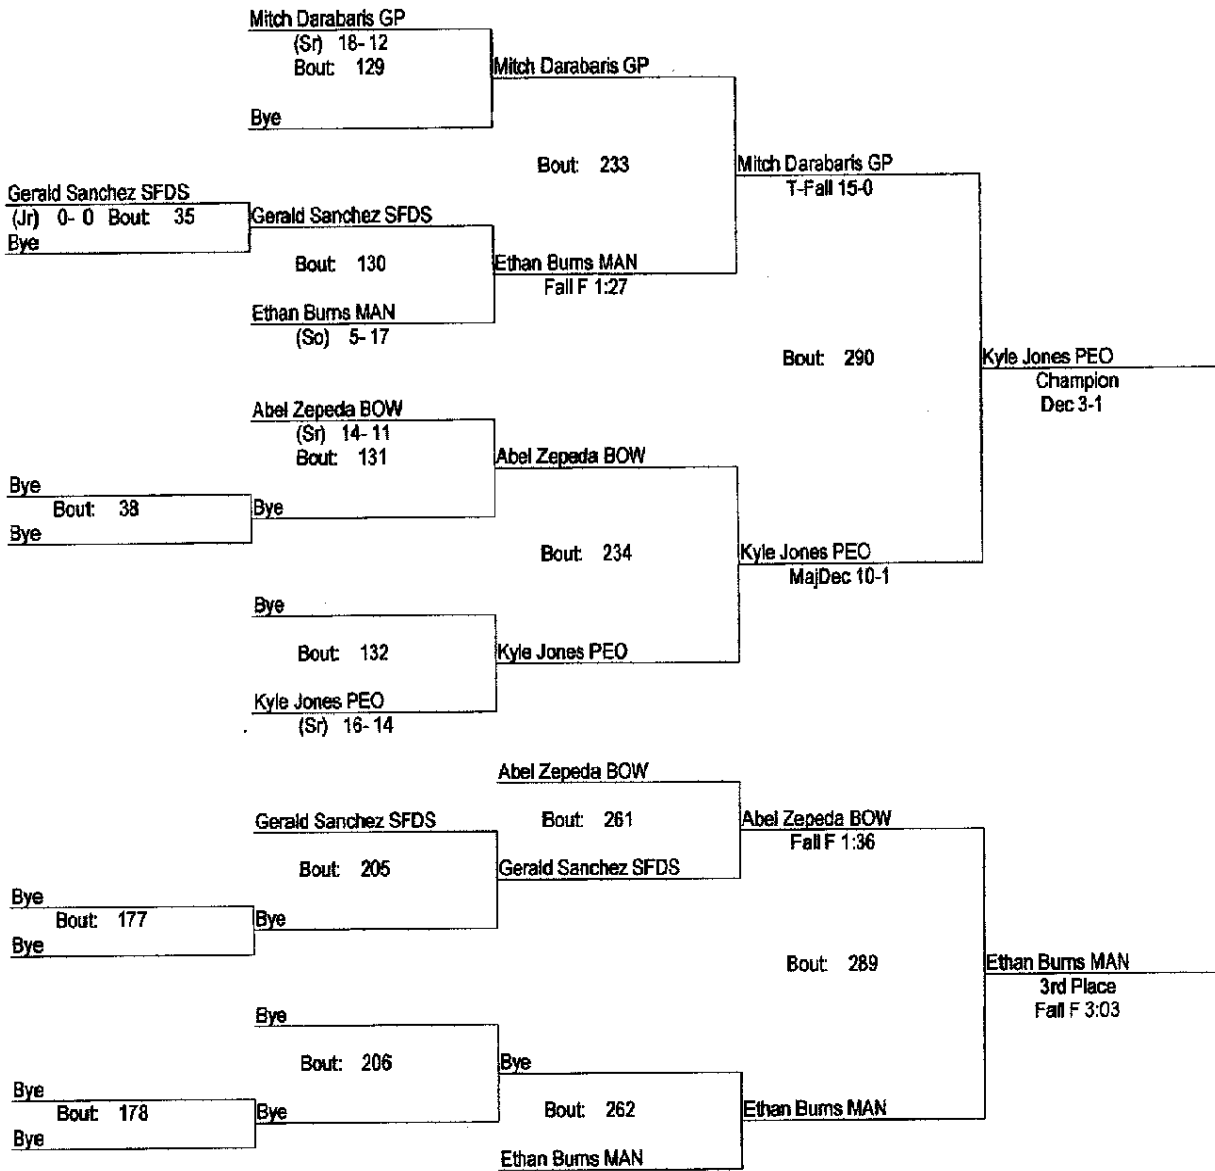 Mitch Darabaris GP
(Sr) 18-12
Bout: 129
Mitch Darabaris GP
Bye
Bout: 233
Mitch Darabaris GP
T-Fall 15-0
Gerald Sanchez SFDS
(Jr) 0-0 Bout: 35
Bye
Gerald Sanchez SFDS
Bout: 130
Ethan Burns MAN
Fall F 1:27
Ethan Burns MAN
(So) 5-17
Bout: 290
Kyle Jones PEO
Champion
Dec 3-1
Abel Zepeda BOW
(Sr) 14-11
Bout: 131
Abel Zepeda BOW
Bye
Bout: 38
Bye
Bye
Bout: 234
Kyle Jones PEO
MajDec 10-1
Bye
Bout: 132
Kyle Jones PEO
Kyle Jones PEO
(Sr) 16-14
Abel Zepeda BOW
Bout: 261
Abel Zepeda BOW
Fall F 1:36
Gerald Sanchez SFDS
Bout: 205
Gerald Sanchez SFDS
Bye
Bout: 177
Bye
Bye
Bout: 289
Ethan Burns MAN
3rd Place
Fall F 3:03
Bye
Bout: 206
Bye
Bye
Bout: 178
Bye
Bye
Bout: 262
Ethan Burns MAN
Ethan Burns MAN